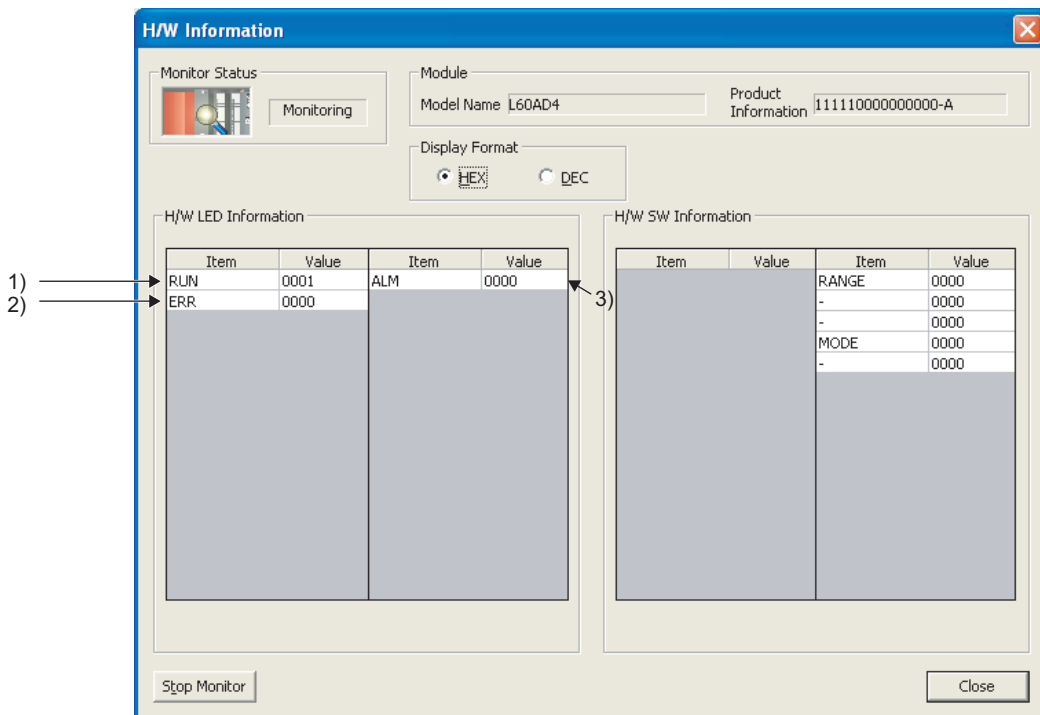 H/W Information
Monitor Status
Monitoring
Module
Model Name L60AD4
Product Information 111110000000000-A
Display Format
HEX DEC
H/W LED Information
Item Value Item Value
1) RUN 0001 ALM 0000 3)
2) ERR 0000
H/W SW Information
Item Value Item Value
RANGE 0000
- 0000
- 0000
MODE 0000
- 0000
Stop Monitor
Close